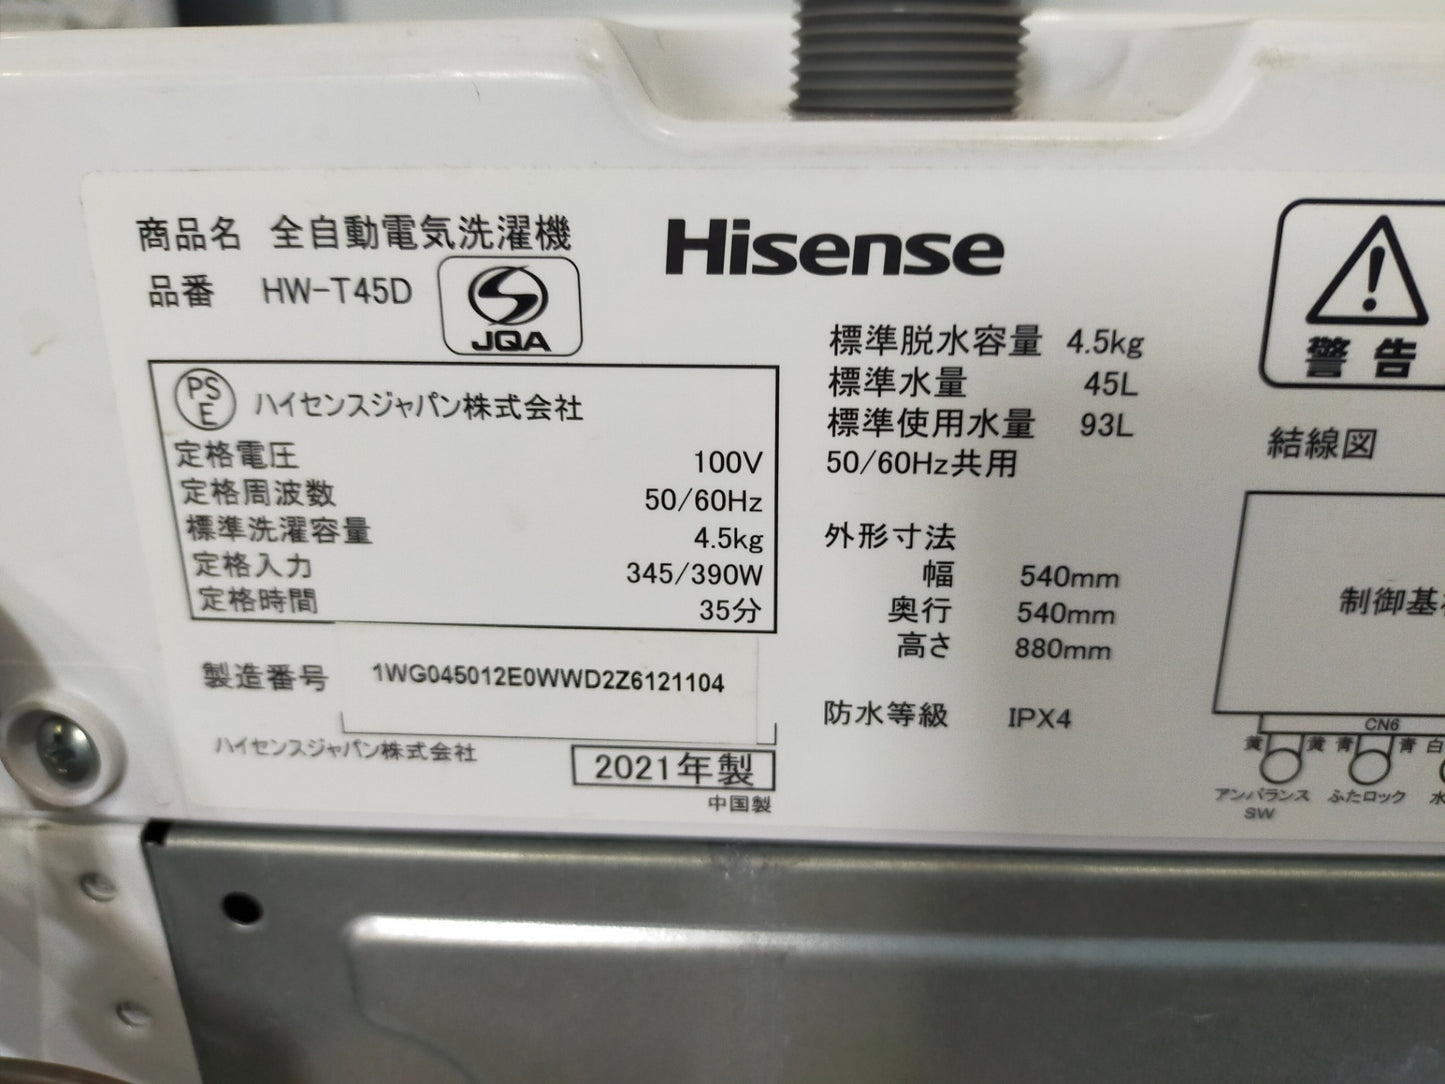 商品名 全自動電気洗濯機
品番 HW-T45D
JQA
Hisense
PS
E
ハイセンスジャパン株式会社
定格電圧 100V
定格周波数 50/60Hz
標準洗濯容量 4.5kg
定格入力 345/390W
定格時間 35分
製造番号 1WG045012E0WWD2Z6121104
ハイセンスジャパン株式会社
2021年製
中国製
標準脱水容量 4.5kg
標準水量 45L
標準使用水量 93L
50/60Hz共用
外形寸法
幅 540mm
奥行 540mm
高さ 880mm
防水等級 IPX4
警告
結線図
制御基
CN6
黄 黄 青 青 白
アンバランス ふたロック 水
SW